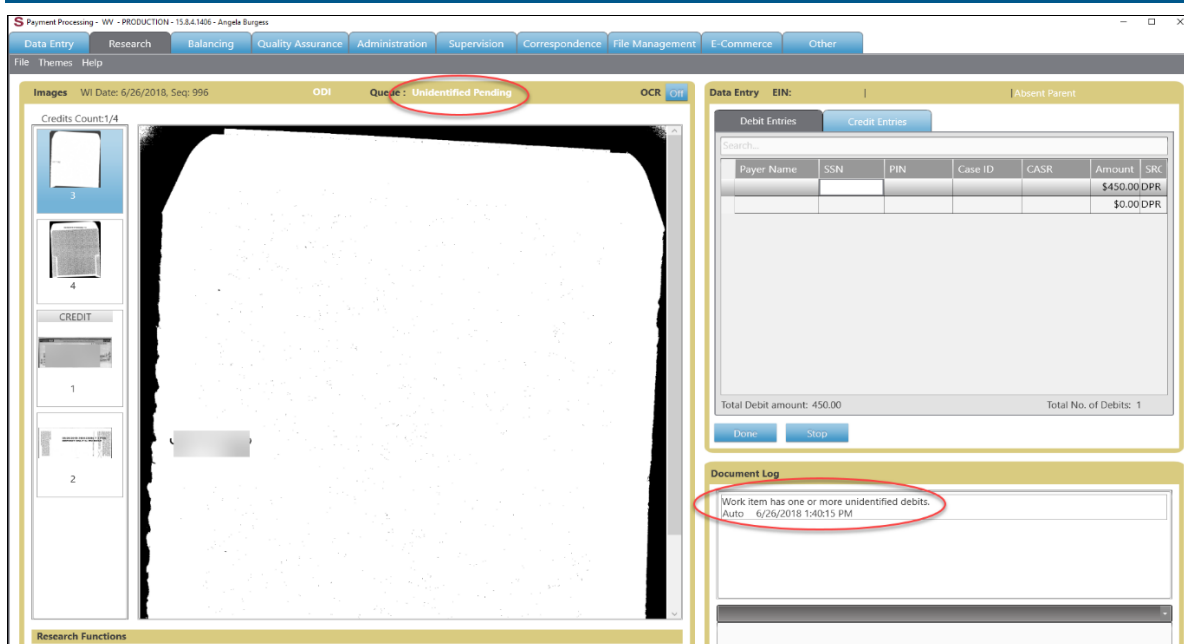 S Payment Processing - WV - PRODUCTION - 15.8.4.1406 - Angela Burgess
Data Entry Research Balancing Quality Assurance Administration Supervision Correspondence File Management E-Commerce Other
File Themes Help
Images WI Date: 6/26/2018, Seq: 996 ODI Queue : Unidentified Pending OCR Off
Credits Count:1/4
3
4
CREDIT
1
2
Research Functions
Data Entry EIN: | |Absent Parent
Debit Entries Credit Entries
Search...
Payer Name SSN PIN Case ID CASR Amount SRC
$450.00 DPR
$0.00 DPR
Total Debit amount: 450.00 Total No. of Debits: 1
Done Stop
Document Log
Work item has one or more unidentified debits.
Auto 6/26/2018 1:40:15 PM